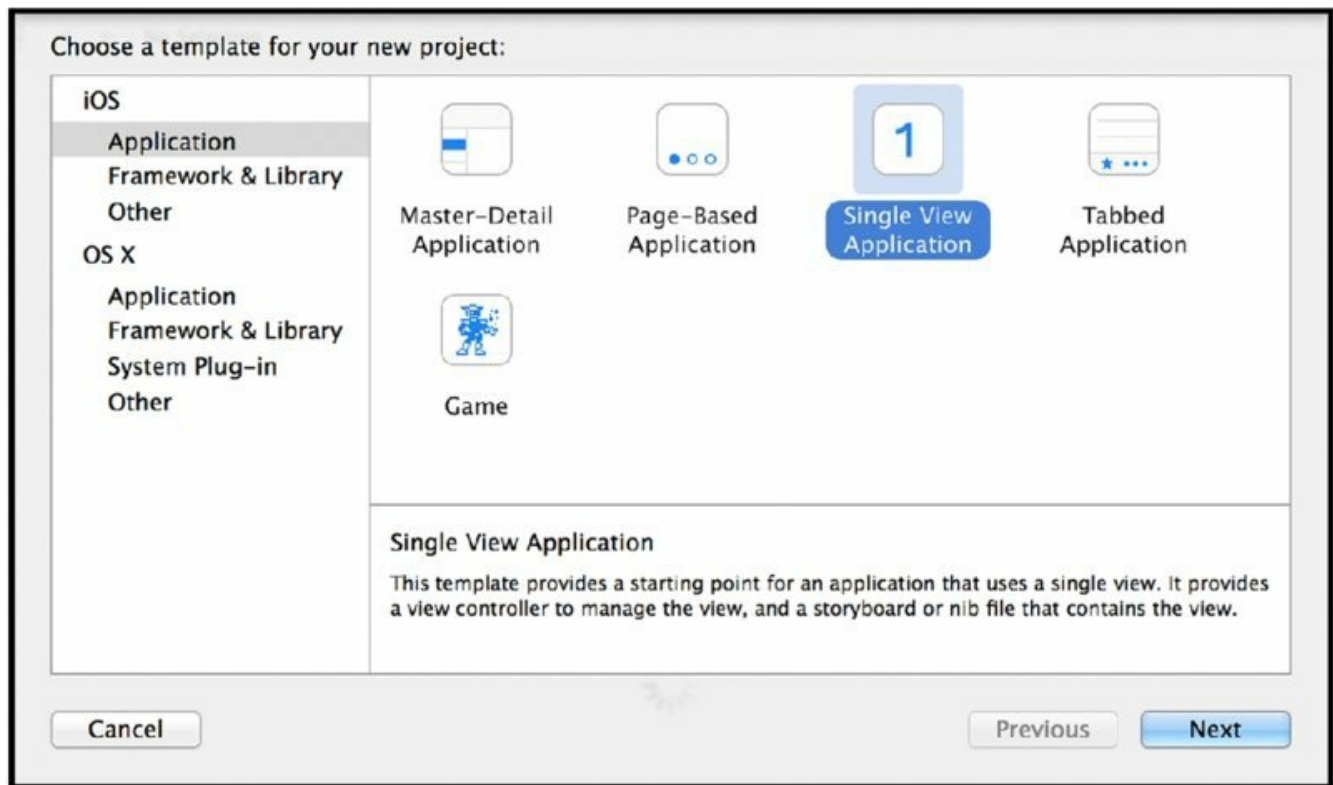 Choose a template for your new project:
iOS
Application
Framework & Library
Other
OS X
Application
Framework & Library
System Plug-in
Other
Master-Detail
Application
Page-Based
Application
1
Single View
Application
Tabbed
Application
Game
Single View Application
This template provides a starting point for an application that uses a single view. It provides
a view controller to manage the view, and a storyboard or nib file that contains the view.
Cancel
Previous
Next